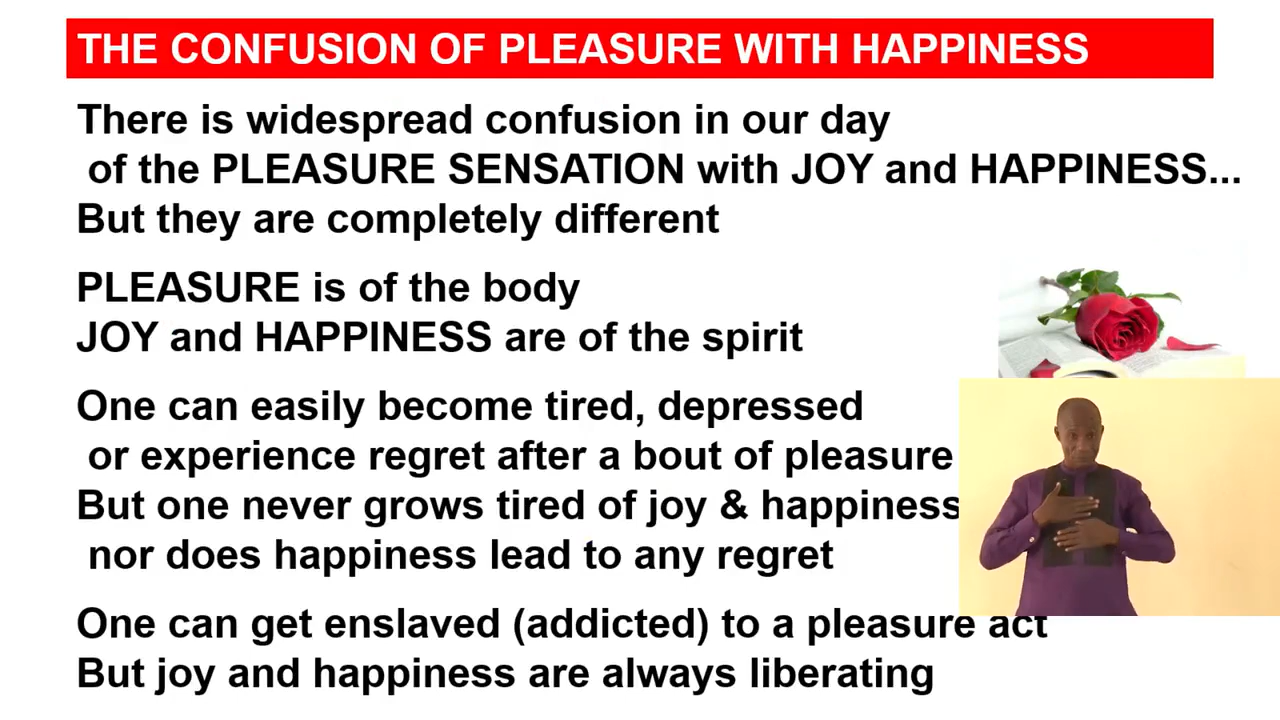 THE CONFUSION OF PLEASURE WITH HAPPINESS
There is widespread confusion in our day
of the PLEASURE SENSATION with JOY and HAPPINESS...
But they are completely different
PLEASURE is of the body
JOY and HAPPINESS are of the spirit
One can easily become tired, depressed
or experience regret after a bout of pleasure
But one never grows tired of joy & happiness
nor does happiness lead to any regret
One can get enslaved (addicted) to a pleasure act
But joy and happiness are always liberating